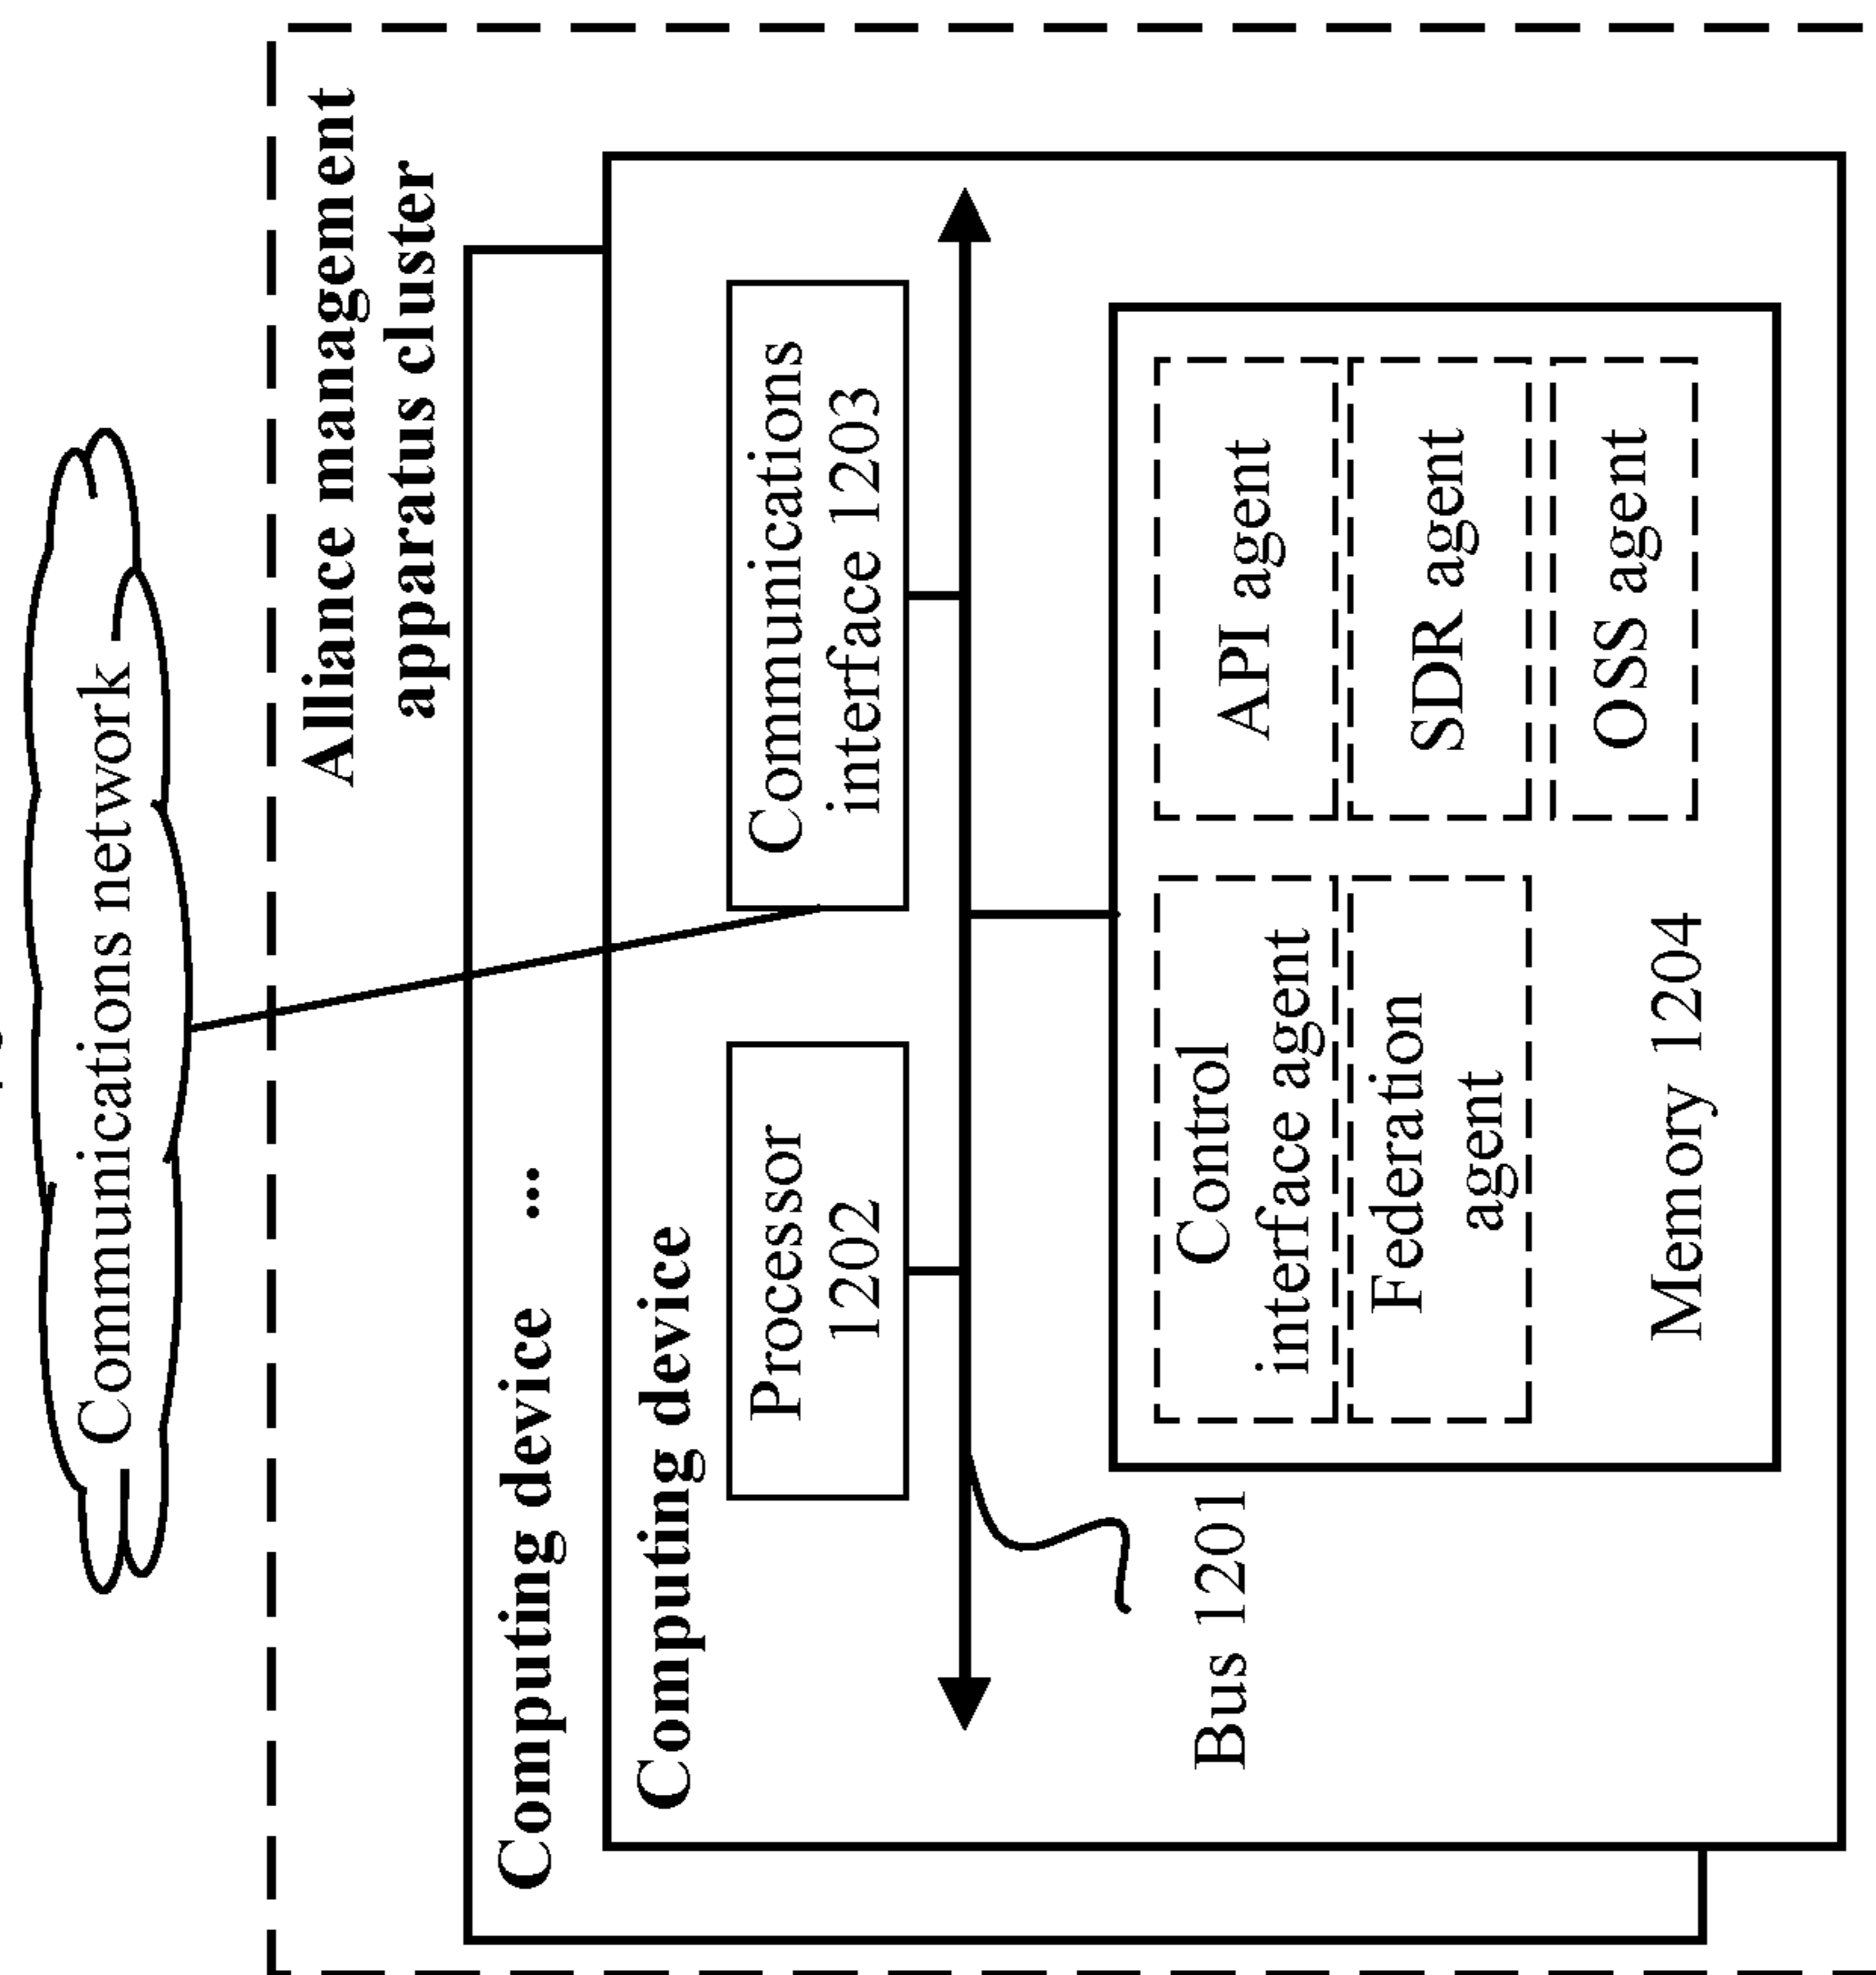 Communications network
Alliance management
apparatus cluster
Computing device ...
Computing device
Processor
1202
Communications
interface 1203
Bus 1201
Control
interface agent
API agent
Federation
agent
SDR agent
OSS agent
Memory 1204